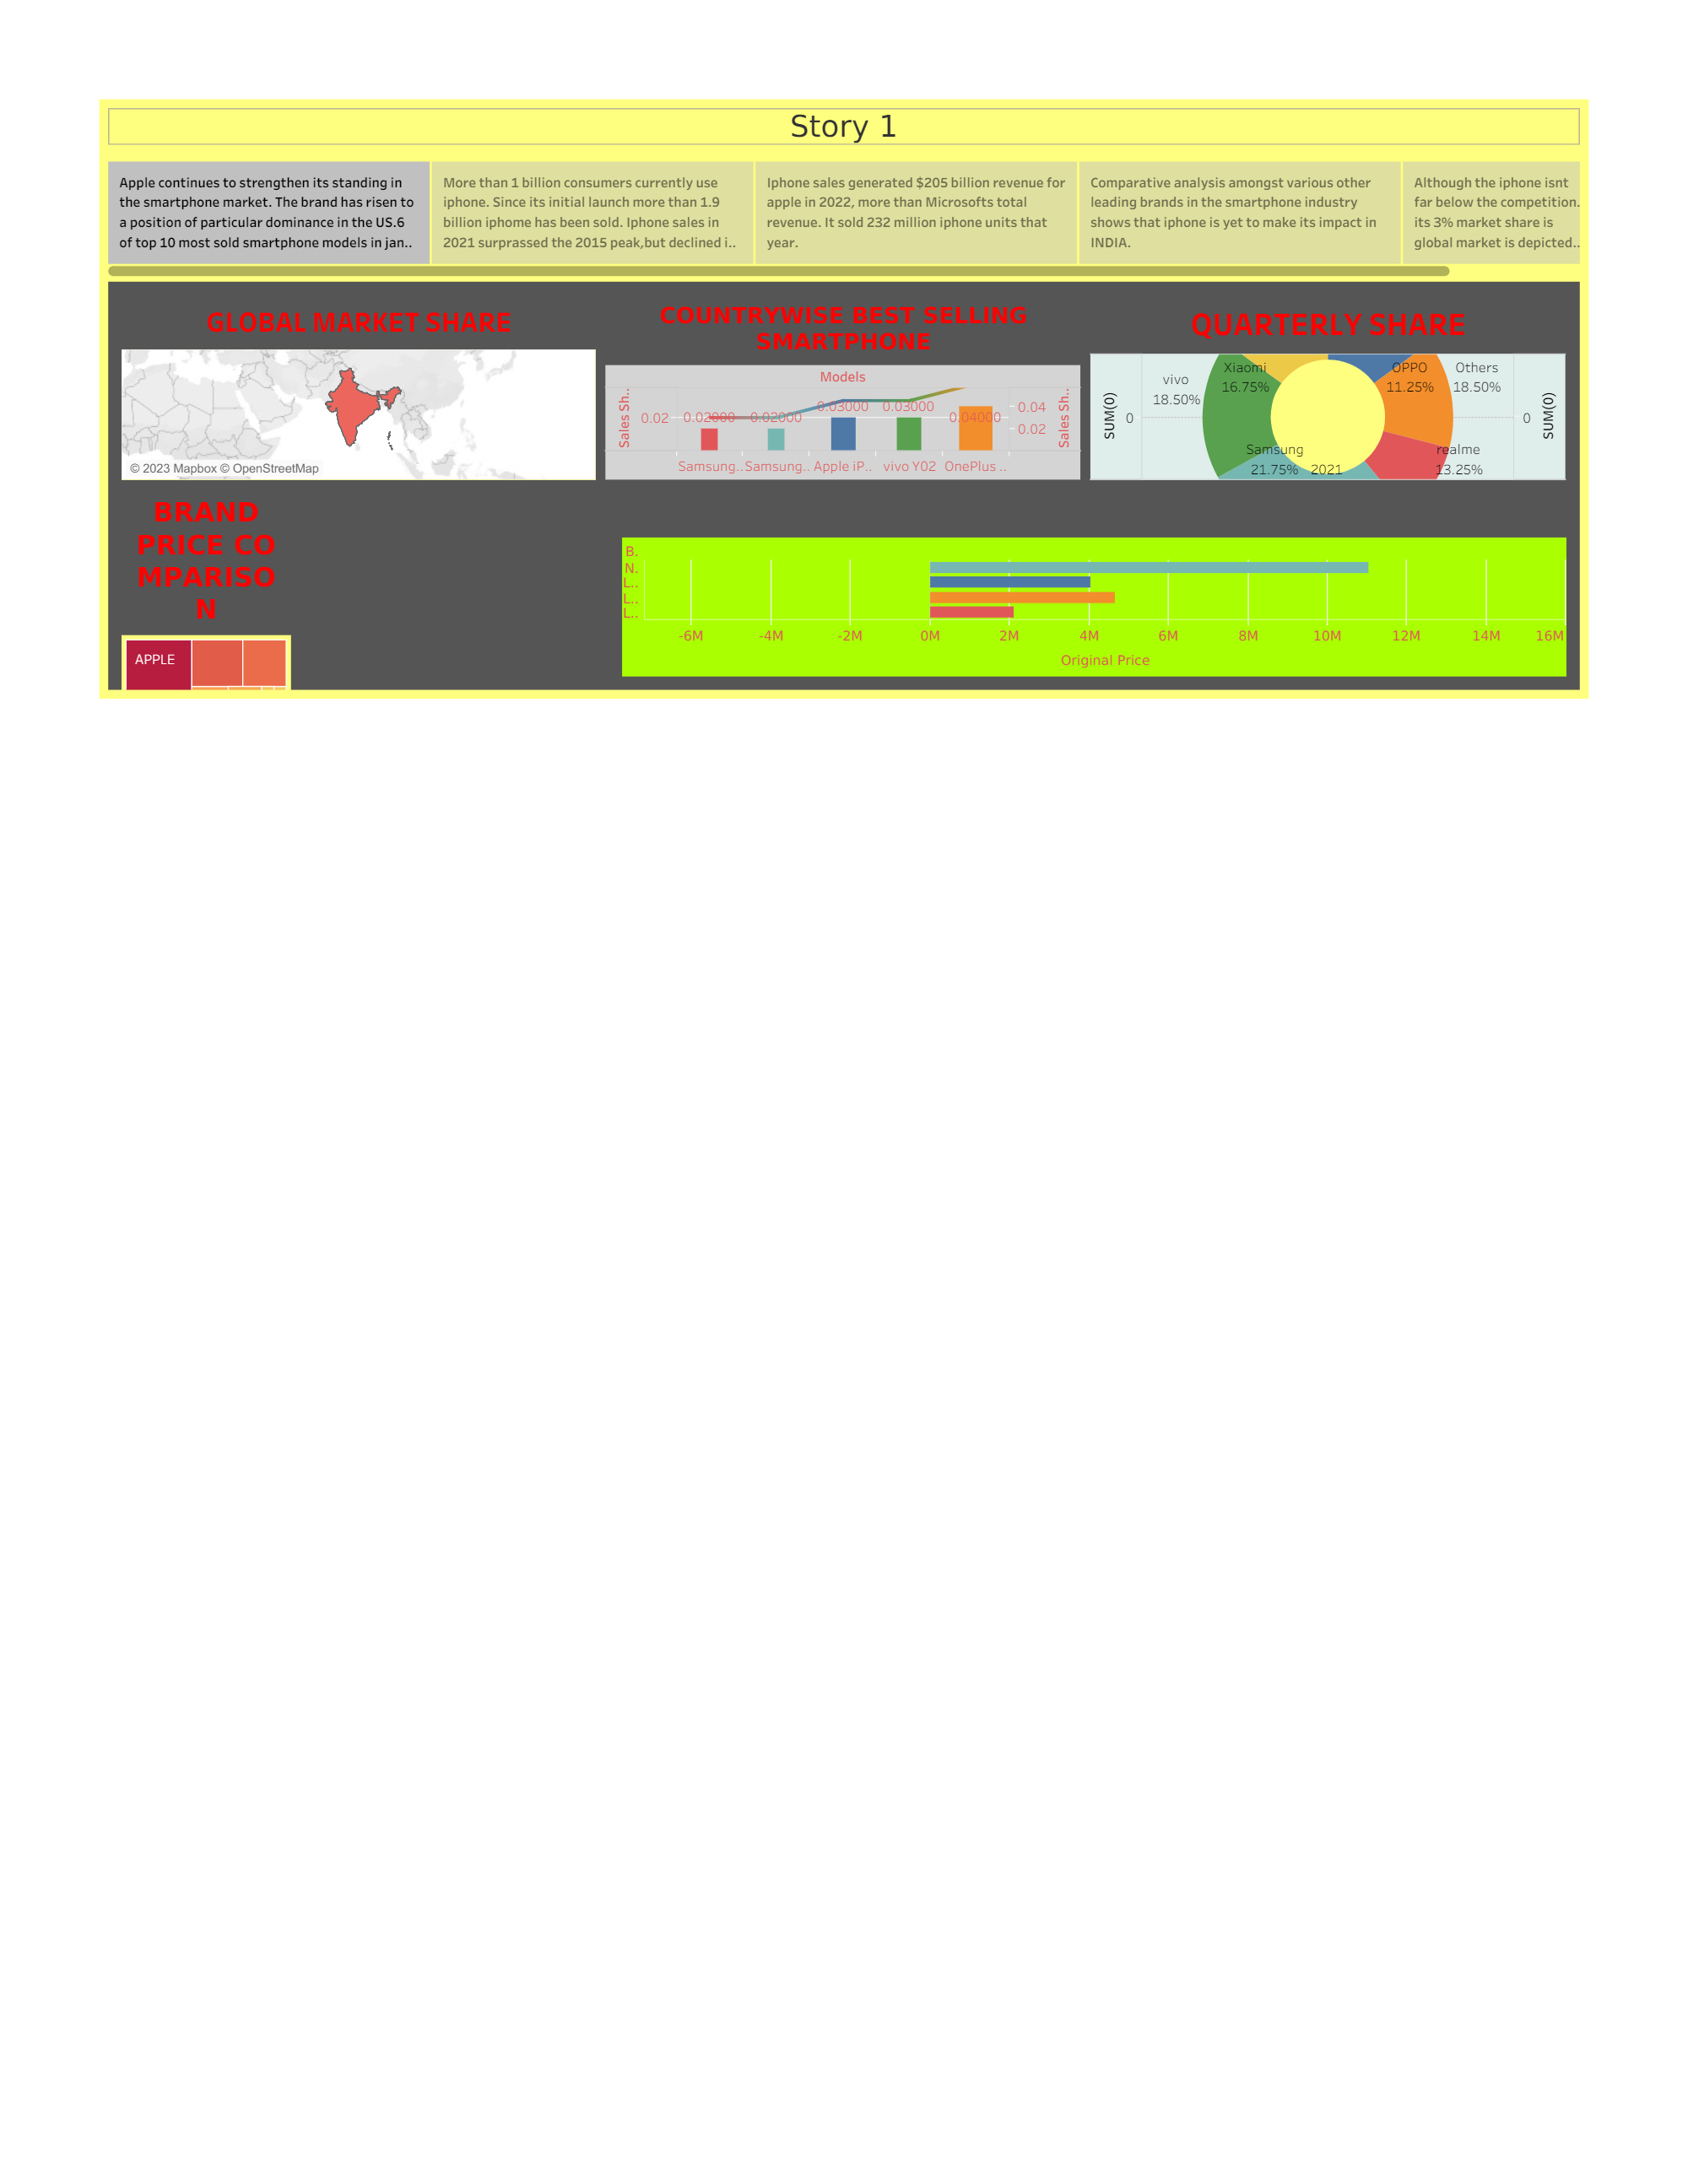 Story 1
Apple continues to strengthen its standing in
the smartphone market. The brand has risen to
a position of particular dominance in the US.6
of top 10 most sold smartphone models in jan..
More than 1 billion consumers currently use
iphone. Since its initial launch more than 1.9
billion iphome has been sold. Iphone sales in
2021 surprassed the 2015 peak,but declined i..
Iphone sales generated $205 billion revenue for
apple in 2022, more than Microsofts total
revenue. It sold 232 million iphone units that
year.
Comparative analysis amongst various other
leading brands in the smartphone industry
shows that iphone is yet to make its impact in
INDIA.
Although the iphone isnt
far below the competition.
its 3% market share is
global market is depicted..
GLOBAL MARKET SHARE
© 2023 Mapbox © OpenStreetMap
COUNTRYWISE BEST SELLING
SMARTPHONE
Models
Sales Sh..
0.02
0.02000 0.02000 0.03000 0.03000 0.04000
0.04
0.02
Sales Sh..
Samsung.. Samsung.. Apple iP.. vivo Y02 OnePlus ..
QUARTERLY SHARE
SUM(0)
0
vivo
18.50%
Xiaomi
16.75%
OPPO
11.25%
Others
18.50%
Samsung
21.75%
2021
realme
13.25%
0
SUM(0)
BRAND
PRICE CO
MPARISO
N
APPLE
B.
N.
L..
L..
L..
-6M -4M -2M 0M 2M 4M 6M 8M 10M 12M 14M 16M
Original Price